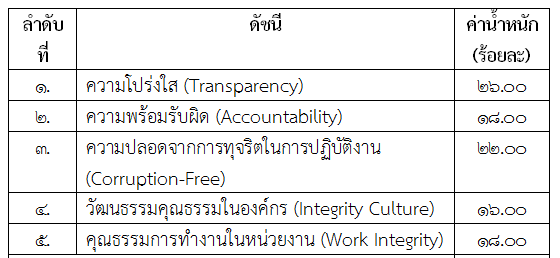 ลำดับที่ ดัชนี ค่าน้ำหนัก (ร้อยละ)
๑. ความโปร่งใส (Transparency) ๒๖.๐๐
๒. ความพร้อมรับผิด (Accountability) ๑๘.๐๐
๓. ความปลอดจากการทุจริตในการปฏิบัติงาน ๒๒.๐๐
(Corruption-Free)
๔. วัฒนธรรมคุณธรรมในองค์กร (Integrity Culture) ๑๖.๐๐
๕. คุณธรรมการทำงานในหน่วยงาน (Work Integrity) ๑๘.๐๐